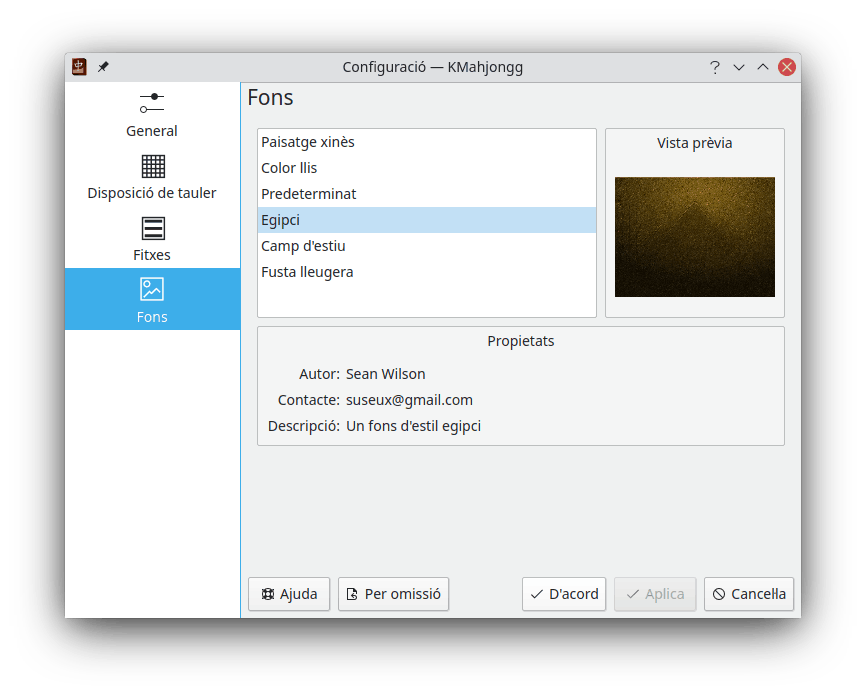 Configuració — KMahjongg
General
Disposició de tauler
Fitxes
Fons
Fons
Paisatge xinès
Color llis
Predeterminat
Egipci
Camp d'estiu
Fusta lleugera
Vista prèvia
Propietats
Autor: Sean Wilson
Contacte: suseux@gmail.com
Descripció: Un fons d'estil egipci
Ajuda
Per omissió
D'acord
Aplica
Cancel·la